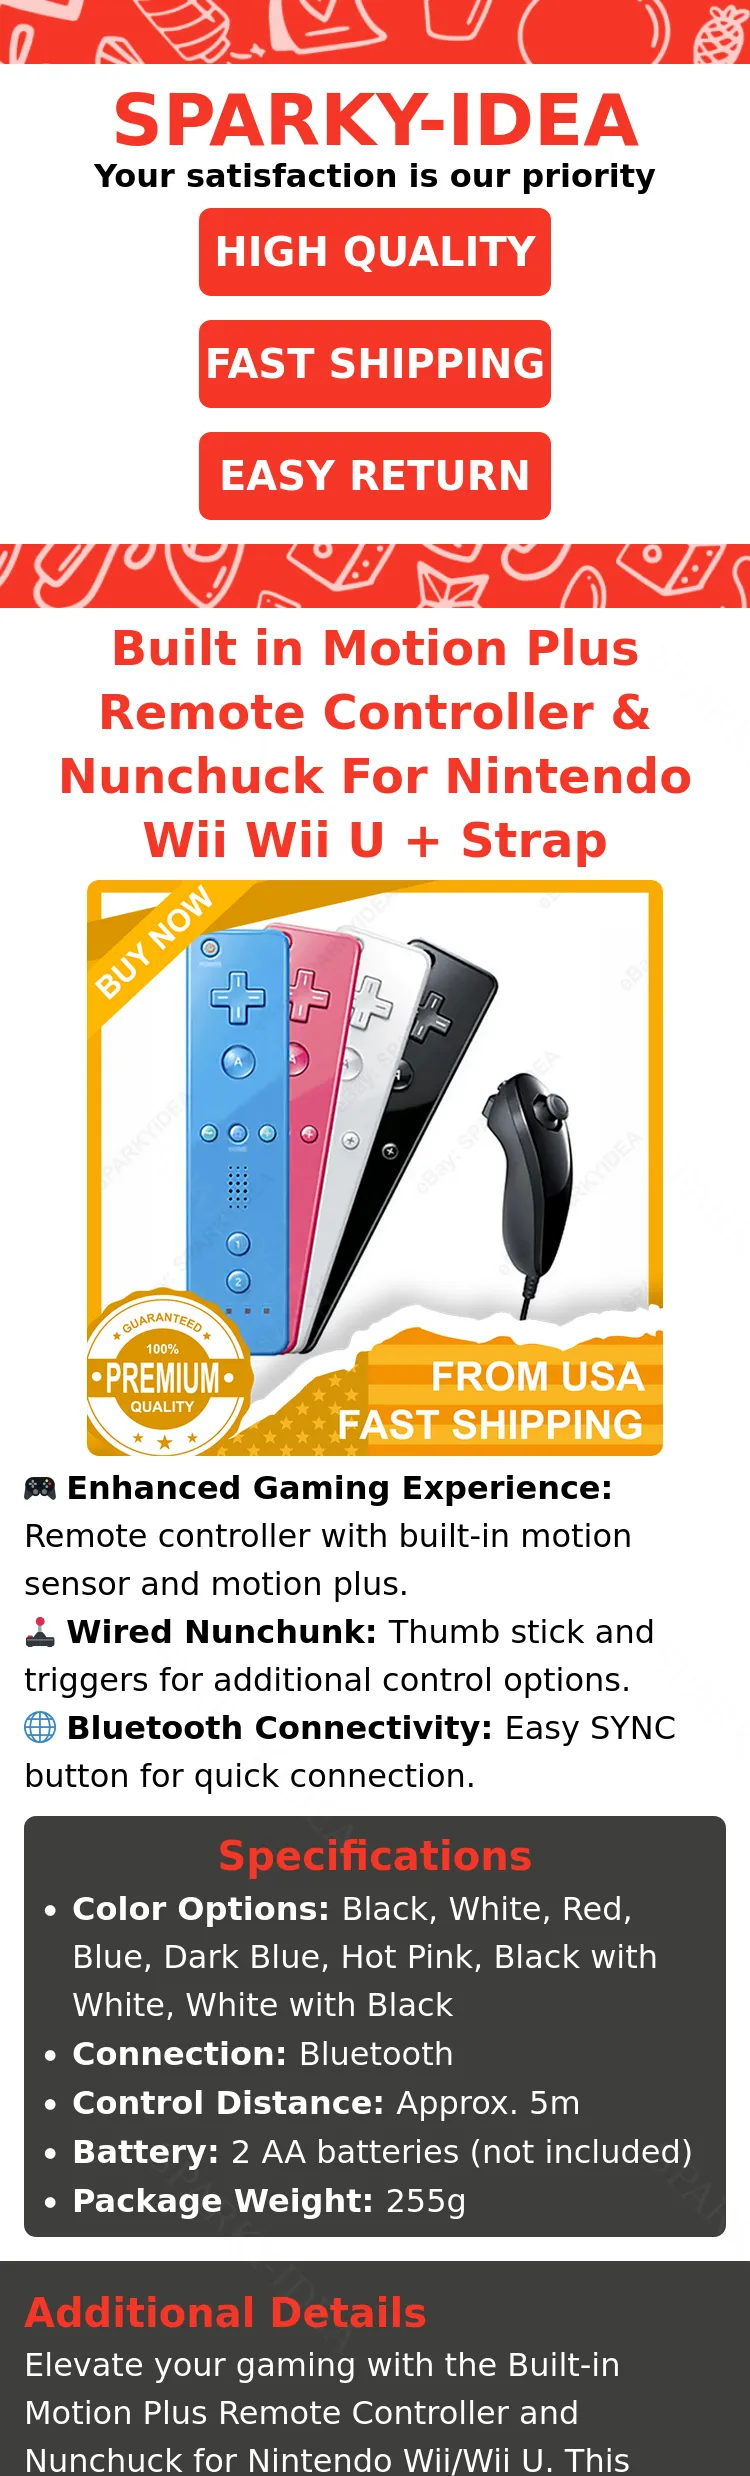 SPARKY-IDEA
Your satisfaction is our priority
HIGH QUALITY
FAST SHIPPING
EASY RETURN
Built in Motion Plus
Remote Controller &
Nunchuck For Nintendo
Wii Wii U + Strap
BUY NOW
A
HOME
1
2
GUARANTEED
100%
PREMIUM
QUALITY
FROM USA
FAST SHIPPING
Enhanced Gaming Experience:
Remote controller with built-in motion
sensor and motion plus.
Wired Nunchunk: Thumb stick and
triggers for additional control options.
Bluetooth Connectivity: Easy SYNC
button for quick connection.
Specifications
• Color Options: Black, White, Red,
Blue, Dark Blue, Hot Pink, Black with
White, White with Black
• Connection: Bluetooth
• Control Distance: Approx. 5m
• Battery: 2 AA batteries (not included)
• Package Weight: 255g
Additional Details
Elevate your gaming with the Built-in
Motion Plus Remote Controller and
Nunchuck for Nintendo Wii/Wii U. This